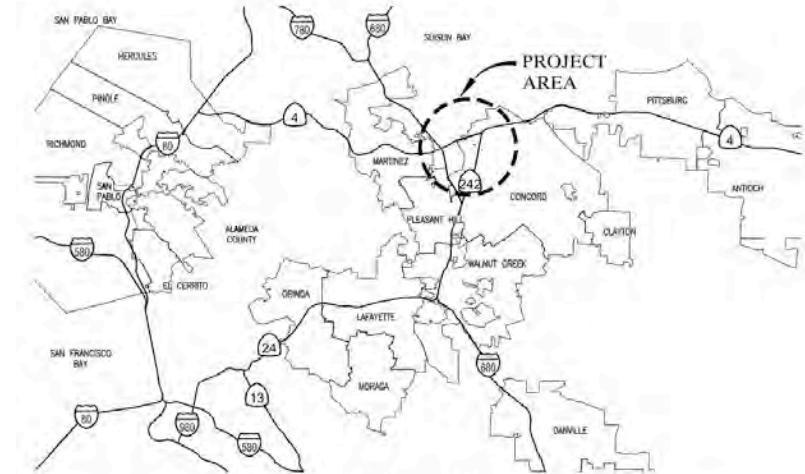 SAN PABLO BAY
HERCULES
PINOLE
RICHMOND
80
SAN
PABLO
ALAMEDA
COUNTY
580
EL CERRITO
SAN FRANCISCO
BAY
80
980
580
13
24
ORINDA
LAFAYETTE
MORAGA
4
780
680
SUISUN BAY
PROJECT
AREA
MARTINEZ
242
CONCORD
PLEASANT HILL
WALNUT CREEK
CLAYTON
PITTSBURG
4
ANTIOCH
680
DANVILLE